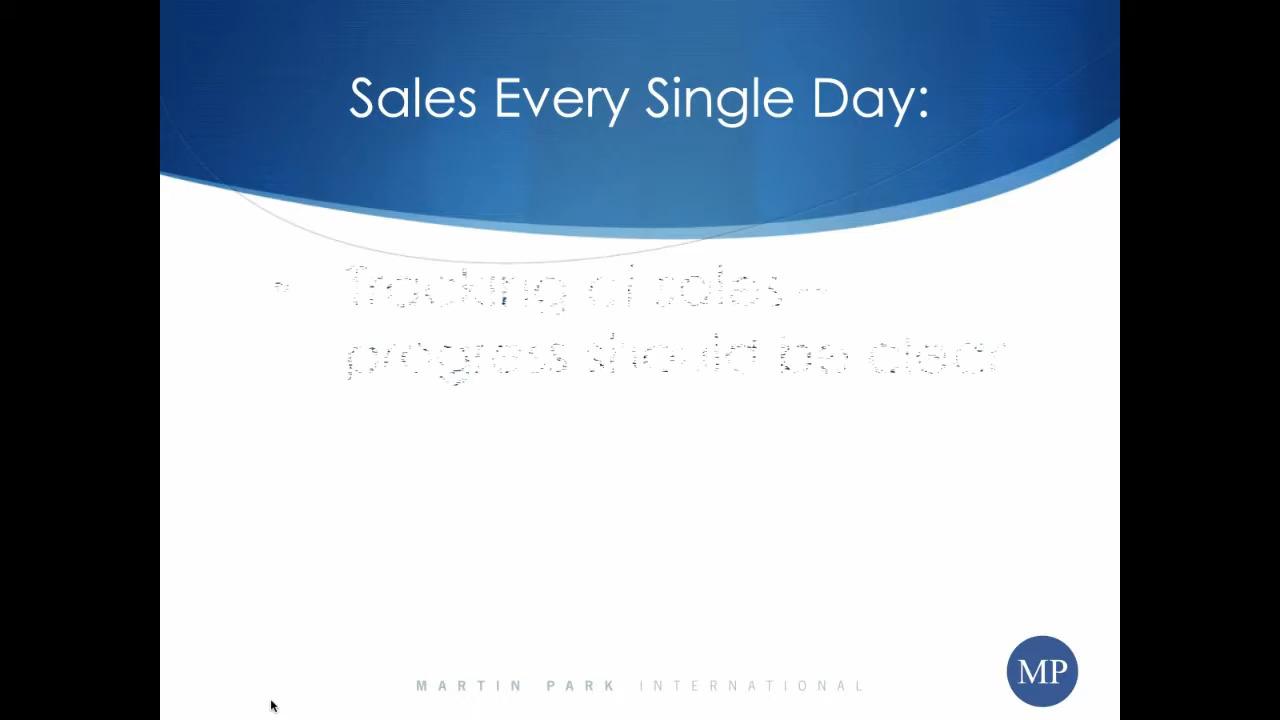 Sales Every Single Day:
Tracking of sales –
progress should be clear
MP
MARTIN PARK INTERNATIONAL